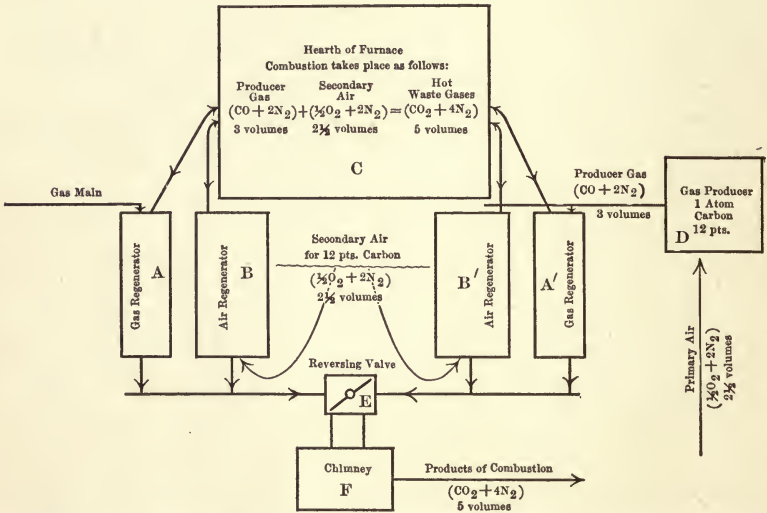 Hearth of Furnace
Combustion takes place as follows:
Producer Gas
Secondary Air
Hot Waste Gases
(CO + 2N₂) + (½O₂ + 2N₂) = (CO₂ + 4N₂)
3 volumes 2½ volumes 5 volumes
C
Gas Main
Producer Gas
(CO + 2N₂)
3 volumes
Gas Producer
1 Atom
Carbon
12 pts.
D
A
Gas Regenerator
B
Air Regenerator
Secondary Air
for 12 pts. Carbon
(½O₂ + 2N₂)
2½ volumes
B′
Air Regenerator
A′
Gas Regenerator
Primary Air
(½O₂ + 2N₂)
2½ volumes
Reversing Valve
E
Chimney
F
Products of Combustion
(CO₂ + 4N₂)
5 volumes